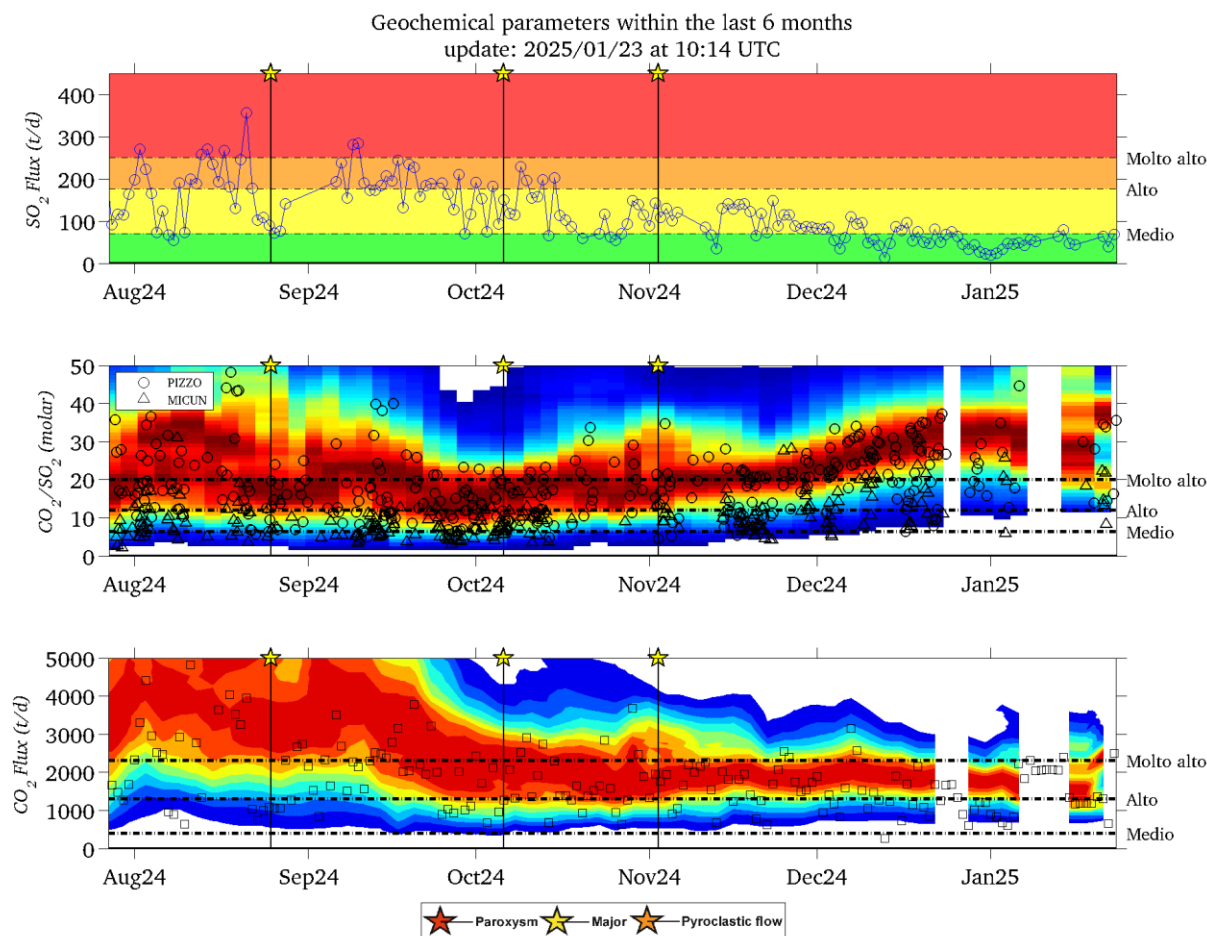 Geochemical parameters within the last 6 months
update: 2025/01/23 at 10:14 UTC
SO2 Flux (t/d)
400
300
200
100
0
Molto alto
Alto
Medio
Aug24 Sep24 Oct24 Nov24 Dec24 Jan25
CO2/SO2 (molar)
50
40
30
20
10
0
PIZZO
MICUN
Molto alto
Alto
Medio
Aug24 Sep24 Oct24 Nov24 Dec24 Jan25
CO2 Flux (t/d)
5000
4000
3000
2000
1000
0
Molto alto
Alto
Medio
Aug24 Sep24 Oct24 Nov24 Dec24 Jan25
Paroxysm Major Pyroclastic flow